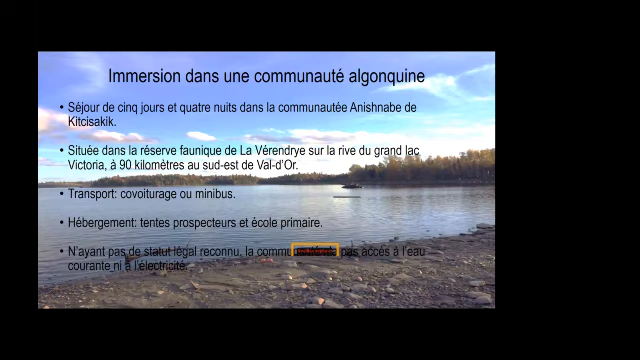 Immersion dans une communauté algonquine
• Séjour de cinq jours et quatre nuits dans la communautée Anishnabe de
Kitcisakik.
• Située dans la réserve faunique de La Vérendrye sur la rive du grand lac
Victoria, à 90 kilomètres au sud-est de Val-d’Or.
• Transport: covoiturage ou minibus.
• Hébergement: tentes prospecteurs et école primaire.
• N’ayant pas de statut légal reconnu, la pas accès à l’eau
courante ni à l’électricité.